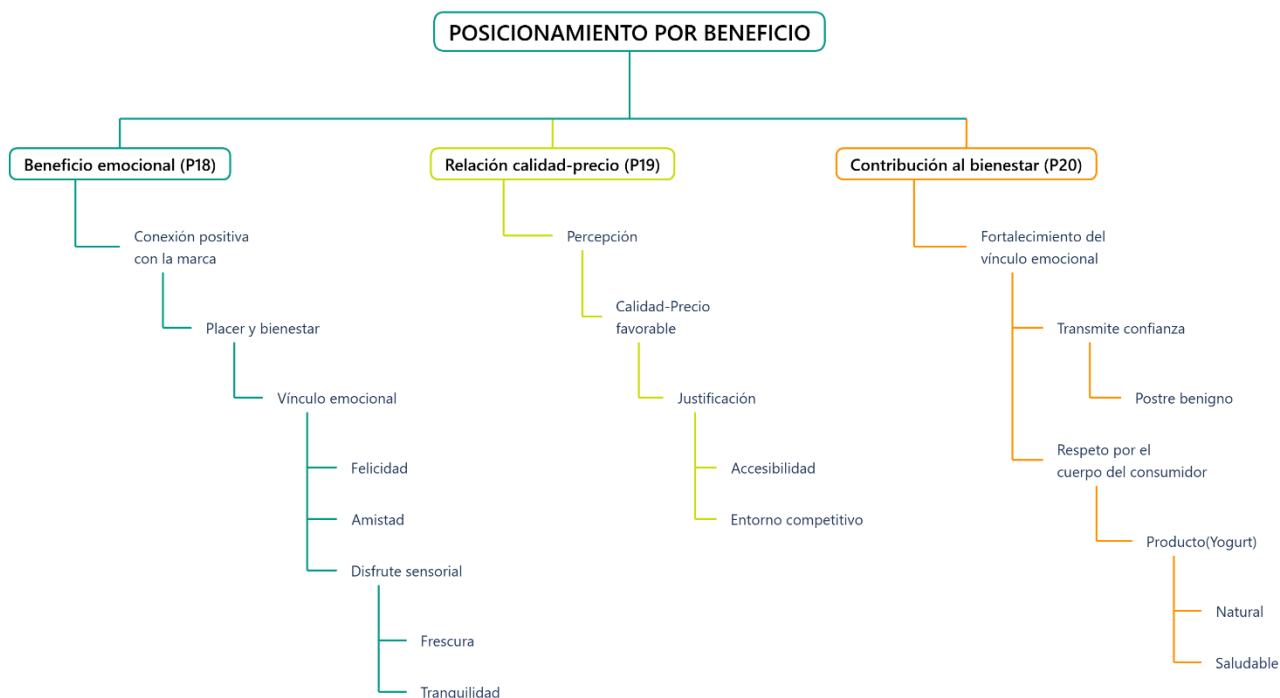 POSICIONAMIENTO POR BENEFICIO
Beneficio emocional (P18)
Conexión positiva
con la marca
Placer y bienestar
Vínculo emocional
Felicidad
Amistad
Disfrute sensorial
Frescura
Tranquilidad
Relación calidad-precio (P19)
Percepción
Calidad-Precio
favorable
Justificación
Accesibilidad
Entorno competitivo
Contribución al bienestar (P20)
Fortalecimiento del
vínculo emocional
Transmite confianza
Postre benigno
Respeto por el
cuerpo del consumidor
Producto(Yogurt)
Natural
Saludable